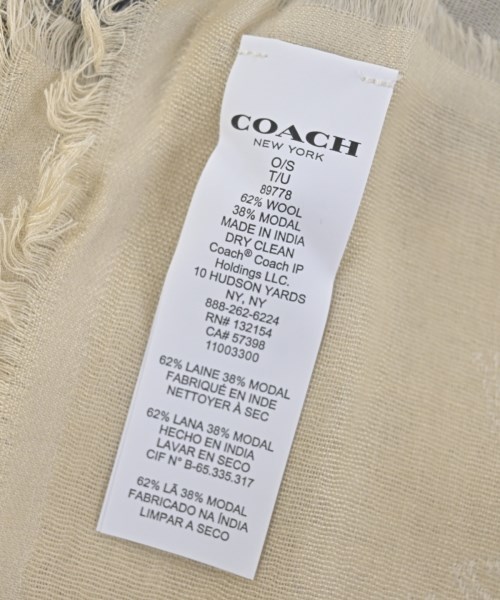 COACH
NEW YORK
O/S
T/U
89778
62% WOOL
38% MODAL
MADE IN INDIA
DRY CLEAN
Coach® Coach IP
Holdings LLC.
10 HUDSON YARDS
NY, NY
888-262-6224
RN# 132154
CA# 57398
11003300
62% LAINE 38% MODAL
FABRIQUÉ EN INDE
NETTOYER À SEC
62% LANA 38% MODAL
HECHO EN INDIA
LAVAR EN SECO
CIF N° B-65.335.317
62% LÃ 38% MODAL
FABRICADO NA ÍNDIA
LIMPAR A SECO